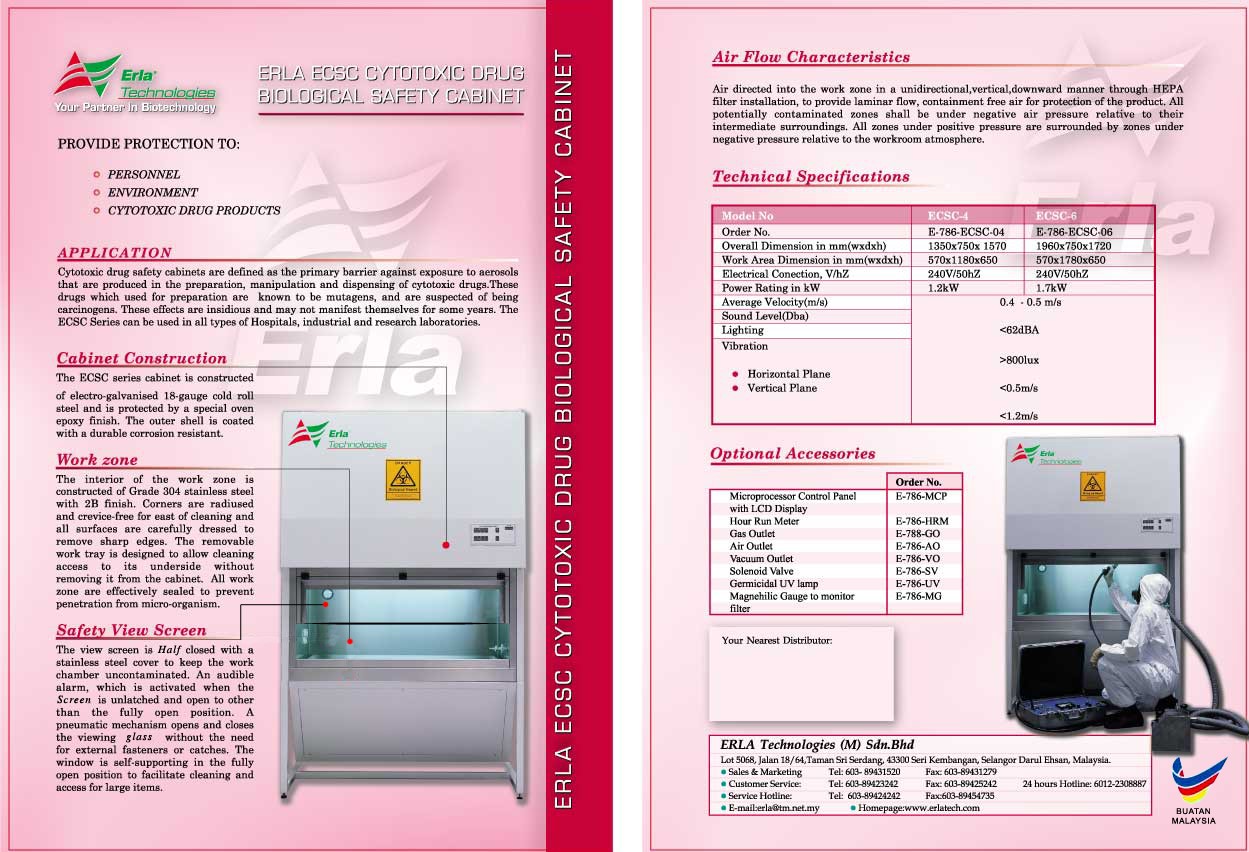 Erla®
Technologies
Your Partner In Biotechnology
ERLA ECSC CYTOTOXIC DRUG
BIOLOGICAL SAFETY CABINET
PROVIDE PROTECTION TO:
PERSONNEL
ENVIRONMENT
CYTOTOXIC DRUG PRODUCTS
APPLICATION
Cytotoxic drug safety cabinets are defined as the primary barrier against exposure to aerosols
that are produced in the preparation, manipulation and dispensing of cytotoxic drugs.These
drugs which used for preparation are known to be mutagens, and are suspected of being
carcinogens. These effects are insidious and may not manifest themselves for some years. The
ECSC Series can be used in all types of Hospitals, industrial and research laboratories.
Erla
Cabinet Construction
The ECSC series cabinet is constructed
of electro-galvanised 18-gauge cold roll
steel and is protected by a special oven
epoxy finish. The outer shell is coated
with a durable corrosion resistant.
Work zone
The interior of the work zone is
constructed of Grade 304 stainless steel
with 2B finish. Corners are radiused
and crevice-free for east of cleaning and
all surfaces are carefully dressed to
remove sharp edges. The removable
work tray is designed to allow cleaning
access to its underside without
removing it from the cabinet. All work
zone are effectively sealed to prevent
penetration from micro-organism.
Safety View Screen
The view screen is Half closed with a
stainless steel cover to keep the work
chamber uncontaminated. An audible
alarm, which is activated when the
Screen is unlatched and open to other
than the fully open position. A
pneumatic mechanism opens and closes
the viewing glass without the need
for external fasteners or catches. The
window is self-supporting in the fully
open position to facilitate cleaning and
access for large items.
Erla
Technologies
ERLA ECSC CYTOTOXIC DRUG BIOLOGICAL SAFETY CABINET
Air Flow Characteristics
Air directed into the work zone in a unidirectional,vertical,downward manner through HEPA
filter installation, to provide laminar flow, containment free air for protection of the product. All
potentially contaminated zones shall be under negative air pressure relative to their
intermediate surroundings. All zones under positive pressure are surrounded by zones under
negative pressure relative to the workroom atmosphere.
Technical Specifications
Erla
Model No ECSC-4 ECSC-6
Order No. E-786-ECSC-04 E-786-ECSC-06
Overall Dimension in mm(wxdxh) 1350x750x 1570 1960x750x1720
Work Area Dimension in mm(wxdxh) 570x1180x650 570x1780x650
Electrical Conection, V/hZ 240V/50hZ 240V/50hZ
Power Rating in kW 1.2kW 1.7kW
Average Velocity(m/s) 0.4 - 0.5 m/s
Sound Level(Dba)
Lighting <62dBA
Vibration
>800lux
Horizontal Plane
Vertical Plane <0.5m/s
<1.2m/s
Optional Accessories
Order No.
Microprocessor Control Panel E-786-MCP
with LCD Display
Hour Run Meter E-786-HRM
Gas Outlet E-788-GO
Air Outlet E-786-AO
Vacuum Outlet E-786-VO
Solenoid Valve E-786-SV
Germicidal UV lamp E-786-UV
Magnehilic Gauge to monitor E-786-MG
filter
Erla
Technologies
Your Nearest Distributor:
ERLA Technologies (M) Sdn.Bhd
Lot 5068, Jalan 18/64,Taman Sri Serdang, 43300 Seri Kembangan, Selangor Darul Ehsan, Malaysia.
Sales & Marketing Tel: 603- 89431520 Fax: 603-89431279
Customer Service: Tel: 603-89423242 Fax: 603-89425242 24 hours Hotline: 6012-2308887
Service Hotline: Tel: 603-89424242 Fax:603-89454735
E-mail:erla@tm.net.my Homepage:www.erlatech.com
BUATAN
MALAYSIA